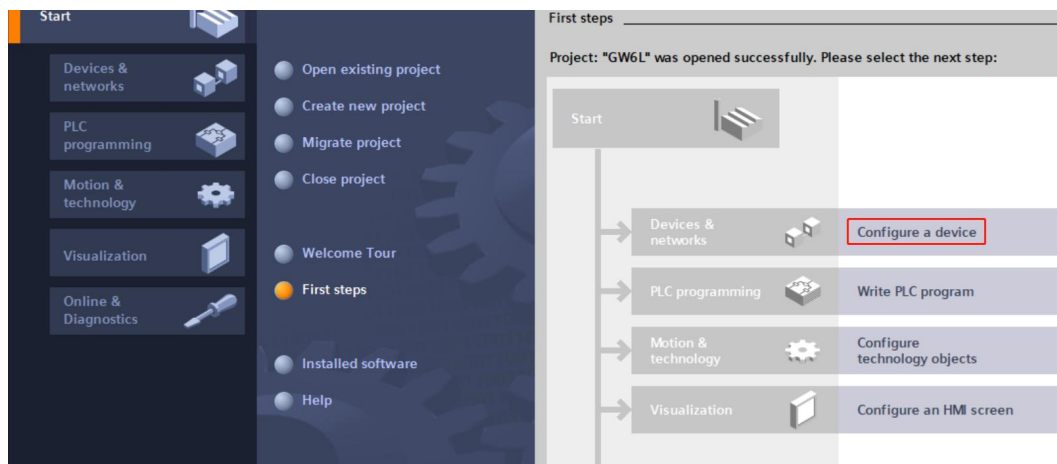 Start
Devices &
networks
PLC
programming
Motion &
technology
Visualization
Online &
Diagnostics
Open existing project
Create new project
Migrate project
Close project
Welcome Tour
First steps
Installed software
Help
First steps
Project: "GW6L" was opened successfully. Please select the next step:
Start
Devices &
networks
Configure a device
PLC programming
Write PLC program
Motion &
technology
Configure
technology objects
Visualization
Configure an HMI screen